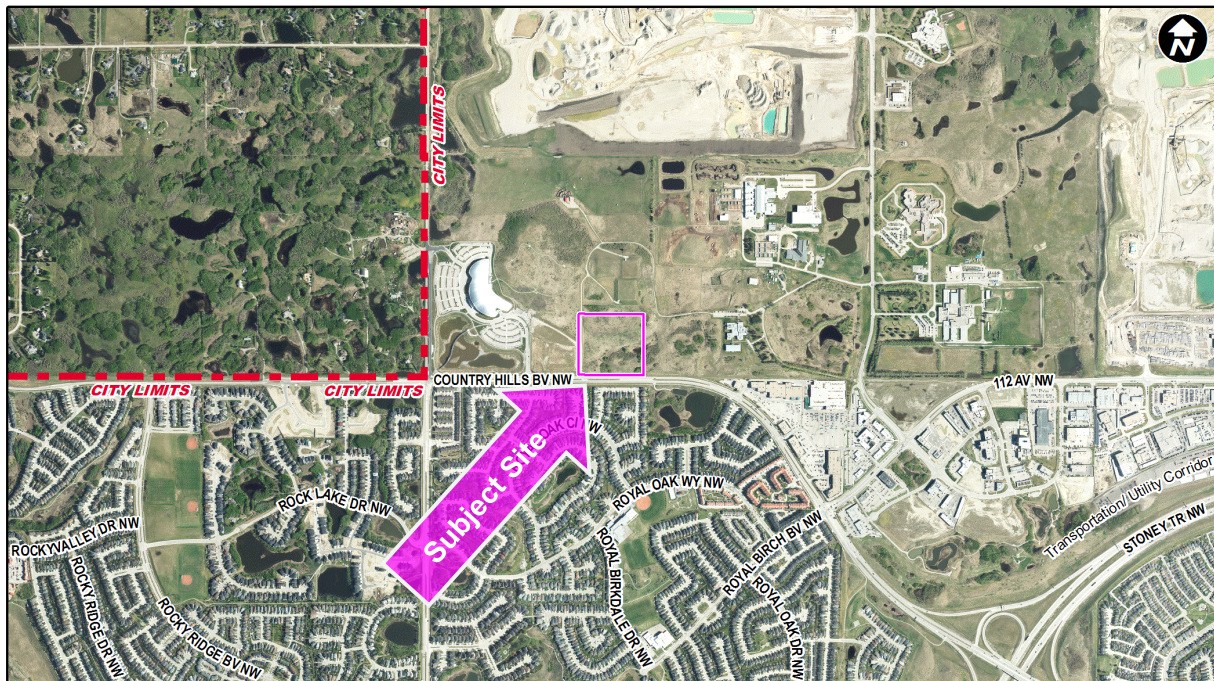 N
CITY LIMITS
CITY LIMITS
CITY LIMITS
COUNTRY HILLS BV NW
112 AV NW
OAK CI NW
Subject Site
ROCK LAKE DR NW
ROYAL OAK WY NW
ROCKYVALLEY DR NW
ROCKY RIDGE DR NW
ROCKY RIDGE BV NW
ROYAL BIRKDALE DR NW
ROYAL BIRCH BV NW
ROYAL OAK DR NW
Transportation/ Utility Corridor
STONEY TR NW